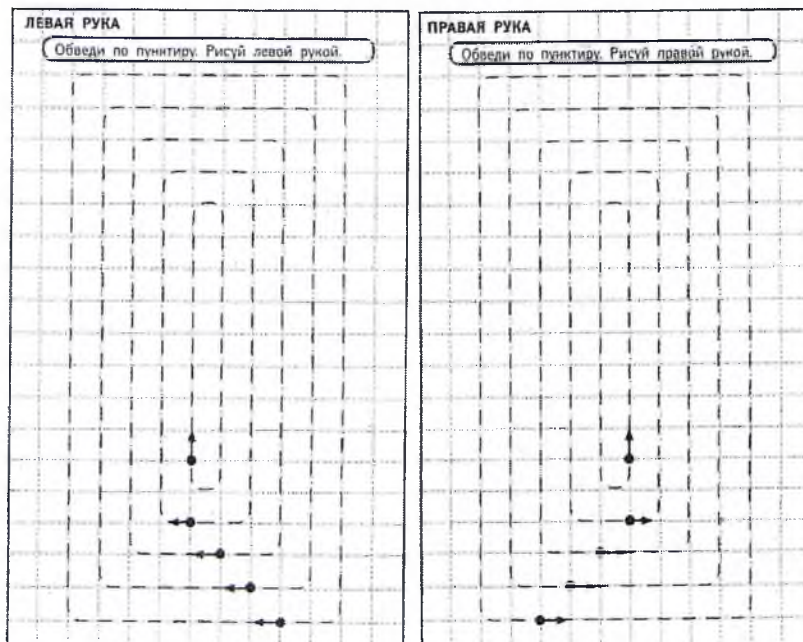 ЛЕВАЯ РУКА
Обведи по пунктиру. Рисуй левой рукой.
ПРАВАЯ РУКА
Обведи по пунктиру. Рисуй правой рукой.